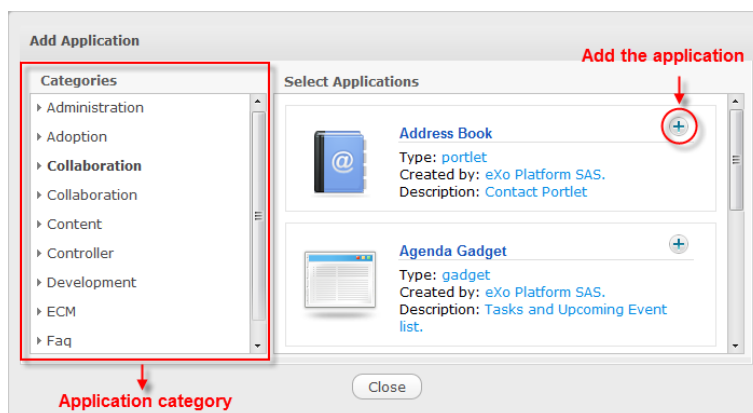 Add Application
Add the application
Categories
Administration
Adoption
Collaboration
Collaboration
Content
Controller
Development
ECM
Faq
Select Applications
Address Book
Type: portlet
Created by: eXo Platform SAS.
Description: Contact Portlet
Agenda Gadget
Type: gadget
Created by: eXo Platform SAS.
Description: Tasks and Upcoming Event
list.
Close
Application category